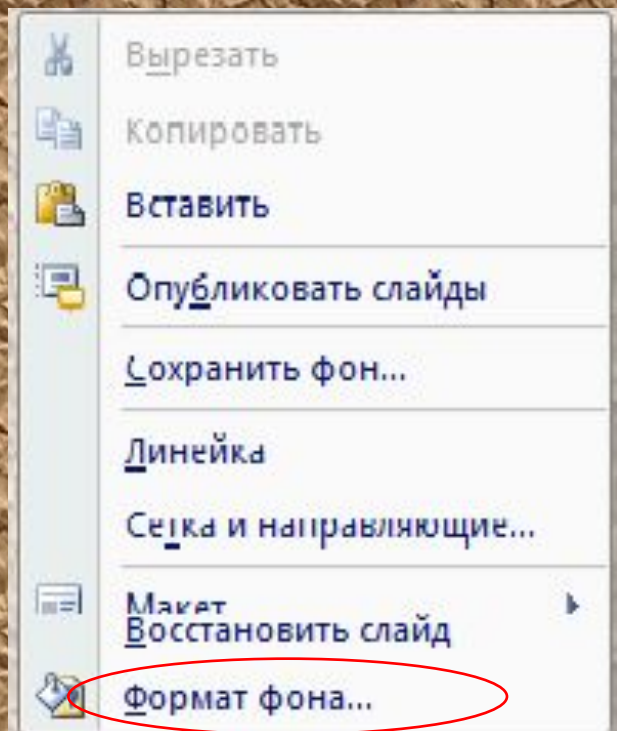 Вырезать
Копировать
Вставить
Опубликовать слайды
Сохранить фон...
Линейка
Сетка и направляющие...
Макет
Восстановить слайд
Формат фона...